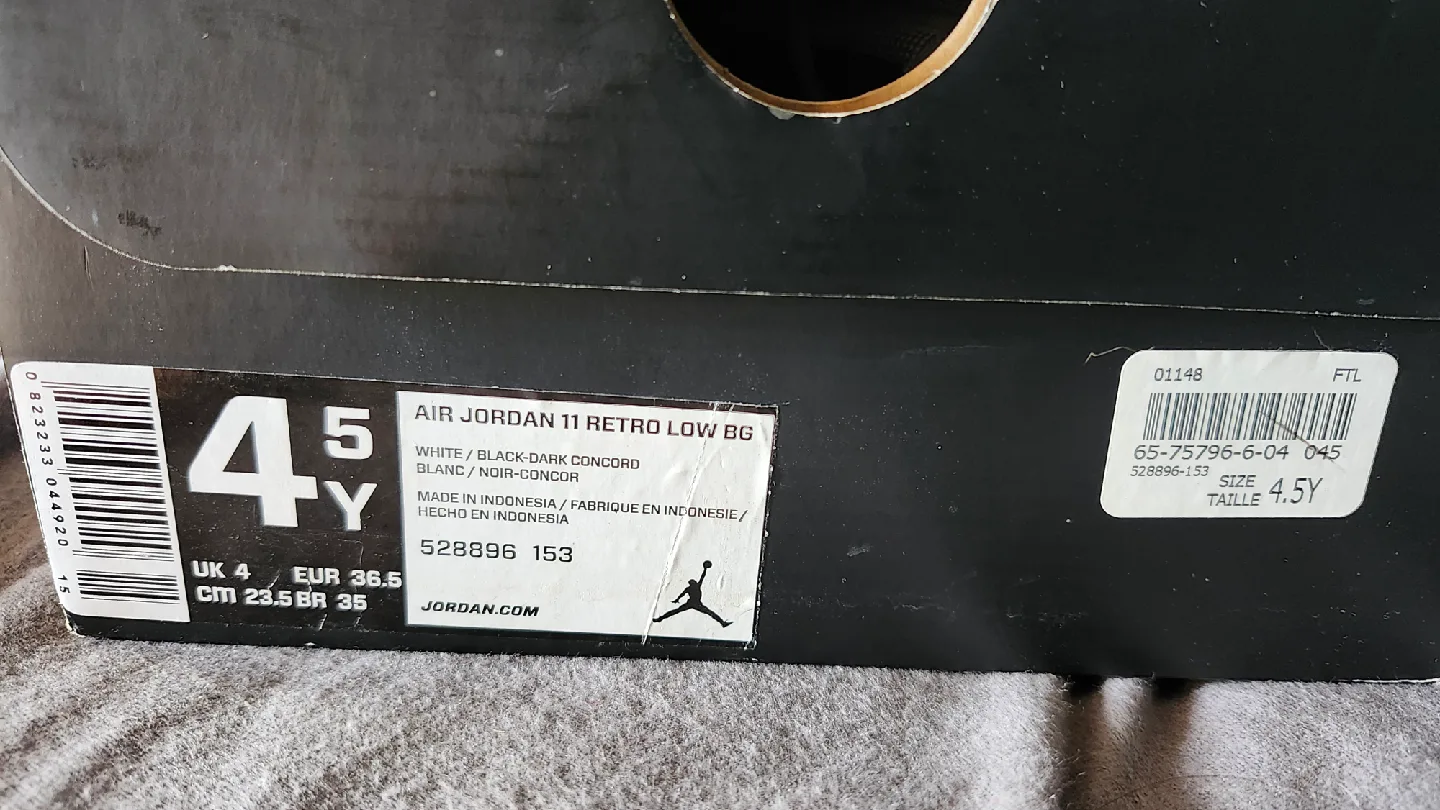 0 823233 044920 15
4 5 Y
UK 4 EUR 36.5
cm 23.5 BR 35
AIR JORDAN 11 RETRO LOW BG
WHITE / BLACK-DARK CONCORD
BLANC / NOIR-CONCOR
MADE IN INDONESIA / FABRIQUE EN INDONESIE /
HECHO EN INDONESIA
528896 153
JORDAN.COM
01148 FTL
65-75796-6-04 045
528896-153
SIZE
TAILLE 4.5Y